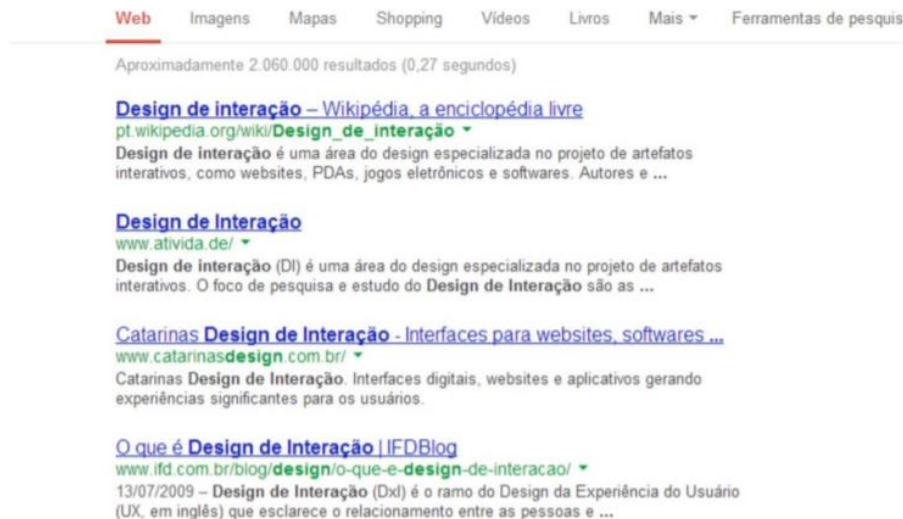 Web Imagens Mapas Shopping Vídeos Livros Mais Ferramentas de pesquis
Aproximadamente 2.060.000 resultados (0,27 segundos)
Design de interação – Wikipédia, a enciclopédia livre
pt.wikipedia.org/wiki/Design_de_interação
Design de interação é uma área do design especializada no projeto de artefatos
interativos, como websites, PDAs, jogos eletrônicos e softwares. Autores e ...
Design de Interação
www.ativida.de/
Design de interação (DI) é uma área do design especializada no projeto de artefatos
interativos. O foco de pesquisa e estudo do Design de Interação são as ...
Catarinas Design de Interação - Interfaces para websites, softwares ...
www.catarinasdesign.com.br/
Catarinas Design de Interação. Interfaces digitais, websites e aplicativos gerando
experiências significantes para os usuários.
O que é Design de Interação | IFDBlog
www.ifd.com.br/blog/design/o-que-e-design-de-interacao/
13/07/2009 – Design de Interação (DxI) é o ramo do Design da Experiência do Usuário
(UX, em inglês) que esclarece o relacionamento entre as pessoas e ...